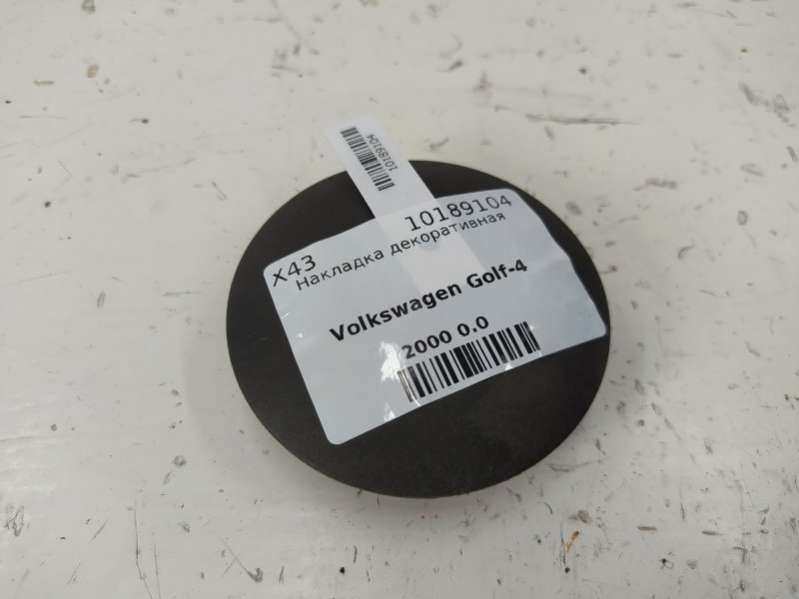 10189104
x43 10189104
Накладка декоративная
Volkswagen Golf-4
2000 0.0